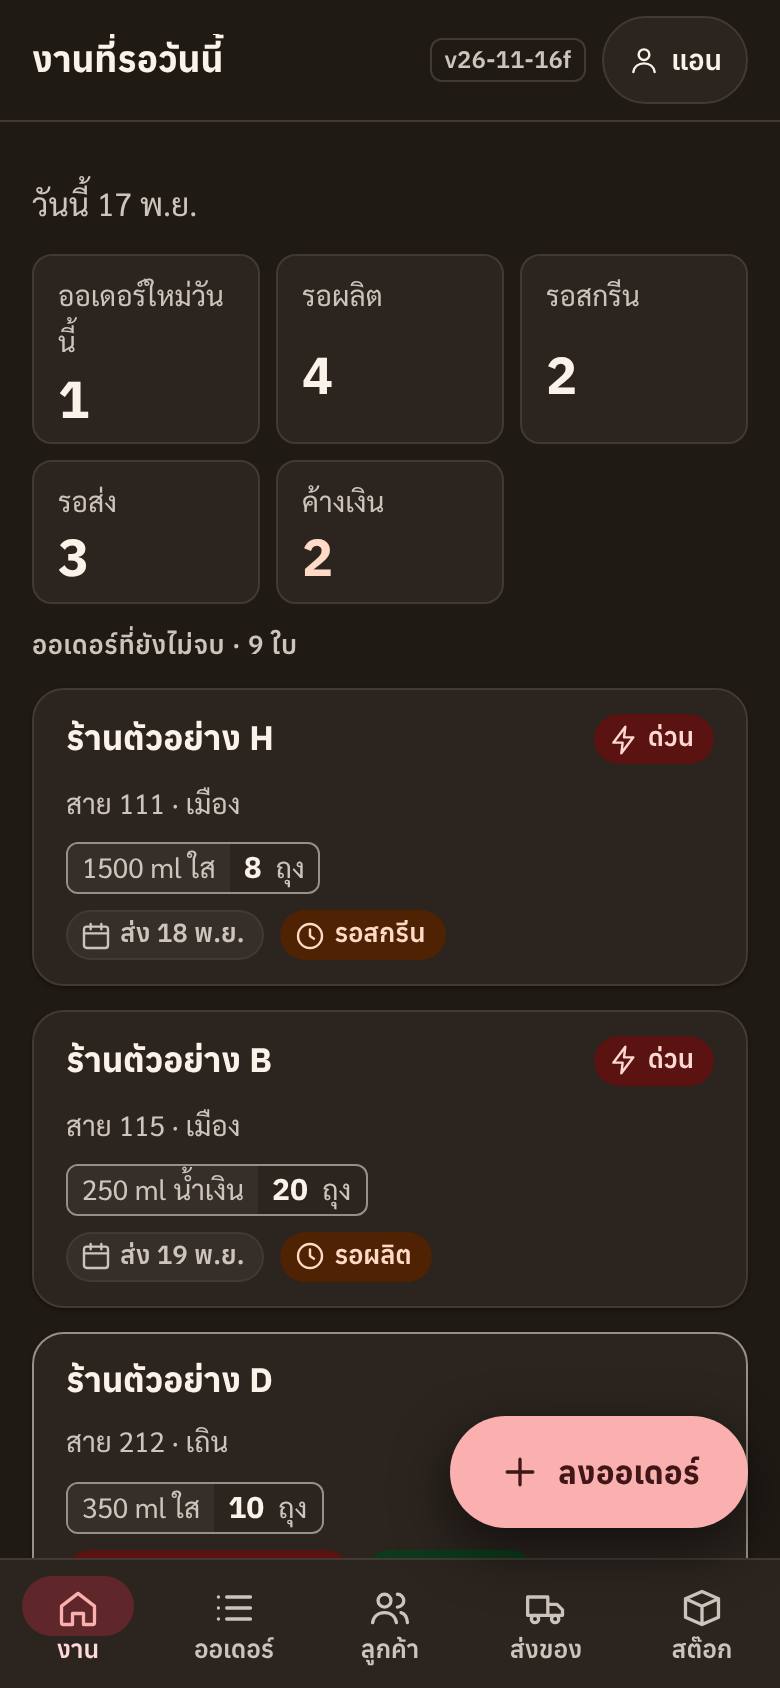 งานที่รอวันนี้
v26-11-16f
แอน
วันนี้ 17 พ.ย.
ออเดอร์ใหม่วัน
นี้
1
รอผลิต
4
รอสกรีน
2
รอส่ง
3
ค้างเงิน
2
ออเดอร์ที่ยังไม่จบ · 9 ใบ
ร้านตัวอย่าง H
ด่วน
สาย 111 · เมือง
1500 ml ใส 8 ถุง
ส่ง 18 พ.ย. รอสกรีน
ร้านตัวอย่าง B
ด่วน
สาย 115 · เมือง
250 ml น้ำเงิน 20 ถุง
ส่ง 19 พ.ย. รอผลิต
ร้านตัวอย่าง D
สาย 212 · เถิน
350 ml ใส 10 ถุง
ลงออเดอร์
งาน ออเดอร์ ลูกค้า ส่งของ สต๊อก